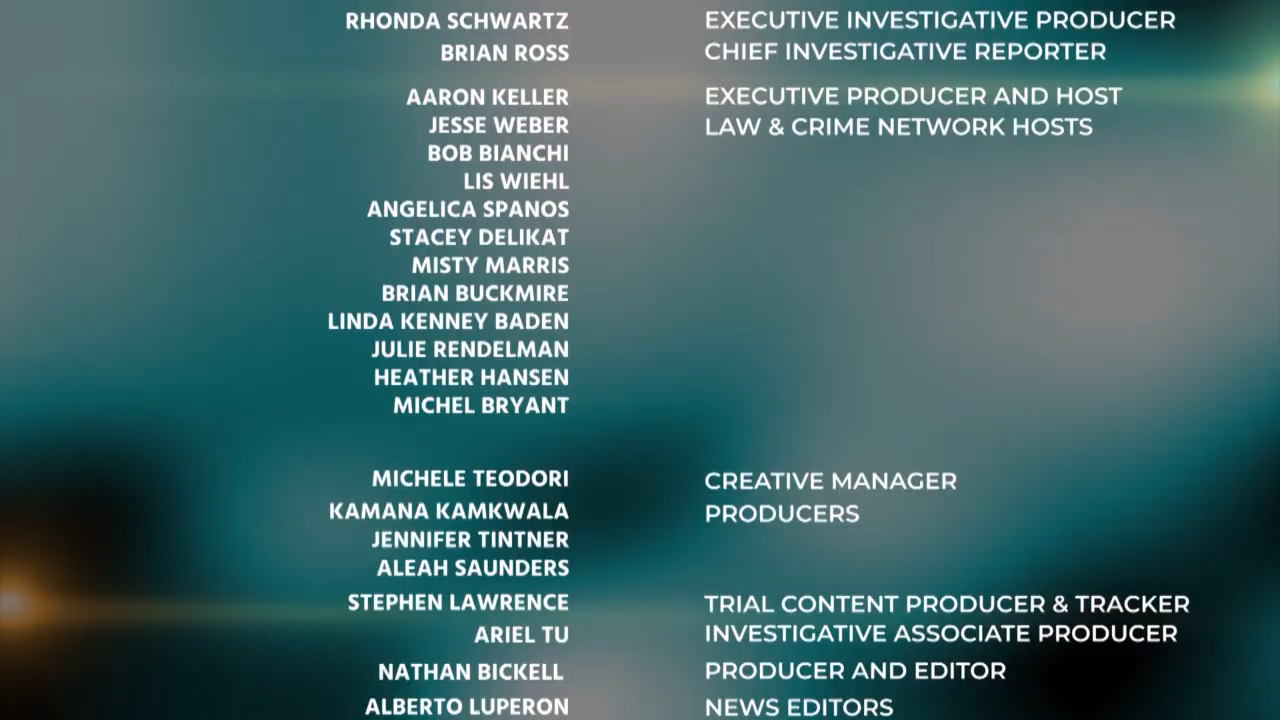 RHONDA SCHWARTZ EXECUTIVE INVESTIGATIVE PRODUCER
BRIAN ROSS CHIEF INVESTIGATIVE REPORTER
AARON KELLER EXECUTIVE PRODUCER AND HOST
JESSE WEBER LAW & CRIME NETWORK HOSTS
BOB BIANCHI
LIS WIEHL
ANGELICA SPANOS
STACEY DELIKAT
MISTY MARRIS
BRIAN BUCKMIRE
LINDA KENNEY BADEN
JULIE RENDELMAN
HEATHER HANSEN
MICHEL BRYANT
MICHELE TEODORI CREATIVE MANAGER
KAMANA KAMKWALA PRODUCERS
JENNIFER TINTNER
ALEAH SAUNDERS
STEPHEN LAWRENCE TRIAL CONTENT PRODUCER & TRACKER
ARIEL TU INVESTIGATIVE ASSOCIATE PRODUCER
NATHAN BICKELL PRODUCER AND EDITOR
ALBERTO LUPERON NEWS EDITORS